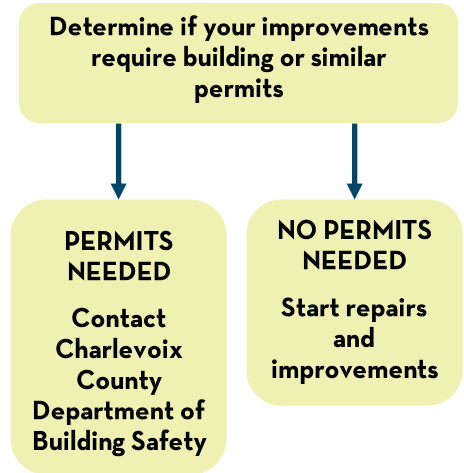 Determine if your improvements
require building or similar
permits
PERMITS
NEEDED
Contact
Charlevoix
County
Department of
Building Safety
NO PERMITS
NEEDED
Start repairs
and
improvements